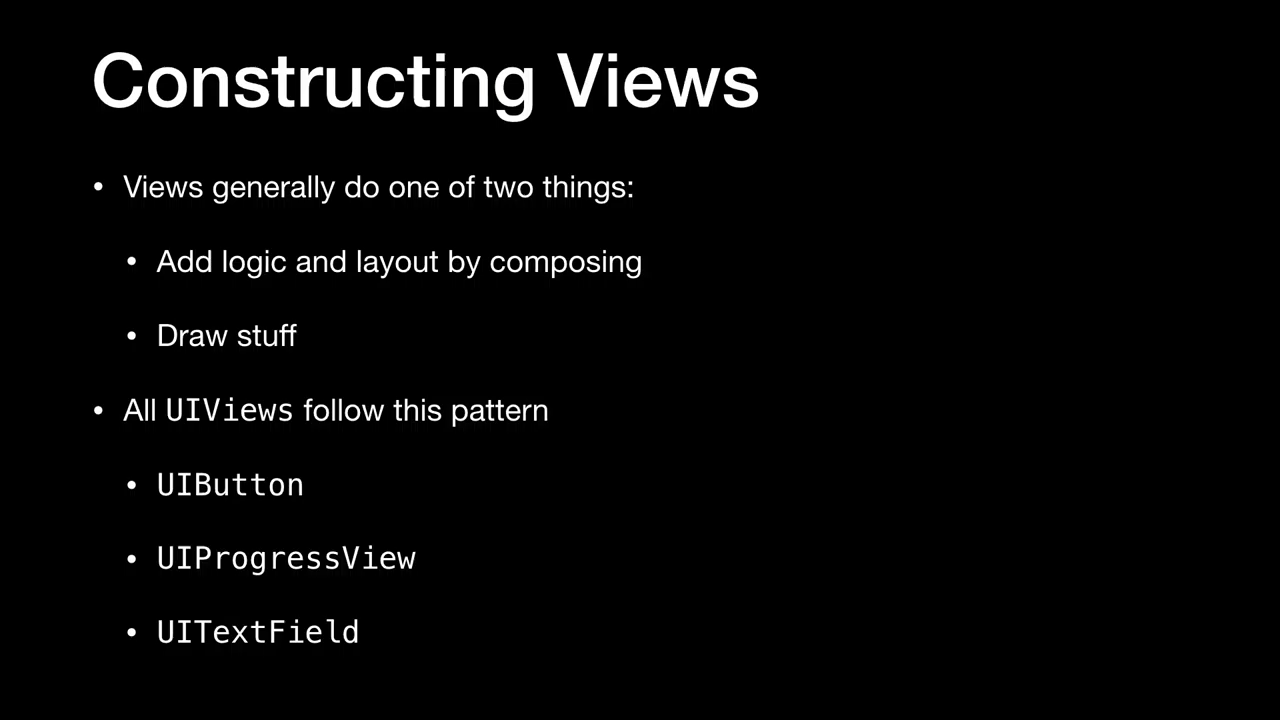 Constructing Views
• Views generally do one of two things:
• Add logic and layout by composing
• Draw stuff
• All UIViews follow this pattern
• UIButton
• UIProgressView
• UITextField